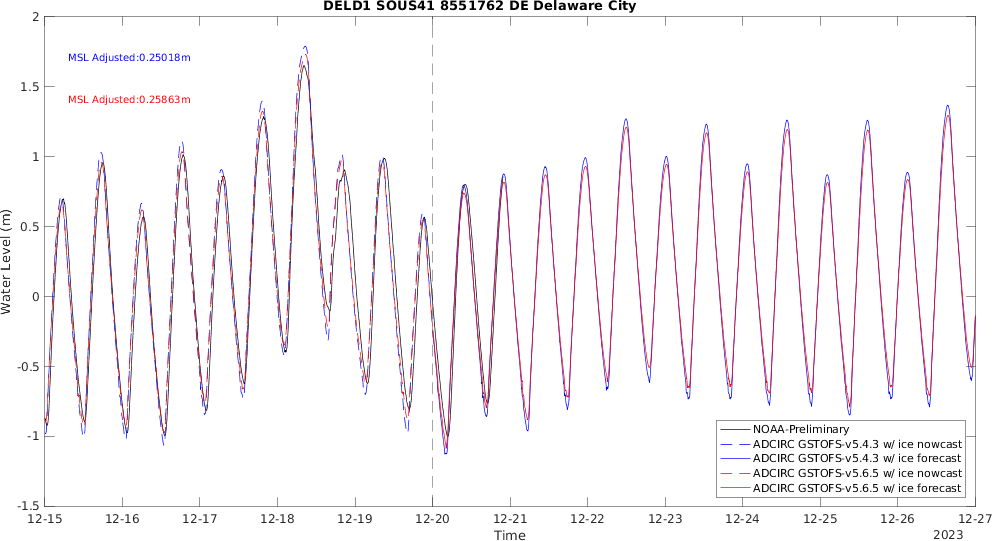 DELD1 SOUS41 8551762 DE Delaware City
2
1.5
1
0.5
0
-0.5
-1
-1.5
Water Level (m)
MSL Adjusted:0.25018m
MSL Adjusted:0.25863m
NOAA-Preliminary
ADCIRC GSTOFS-v5.4.3 w/ ice nowcast
ADCIRC GSTOFS-v5.4.3 w/ ice forecast
ADCIRC GSTOFS-v5.6.5 w/ ice nowcast
ADCIRC GSTOFS-v5.6.5 w/ ice forecast
12-15 12-16 12-17 12-18 12-19 12-20 12-21 12-22 12-23 12-24 12-25 12-26 12-27
Time
2023